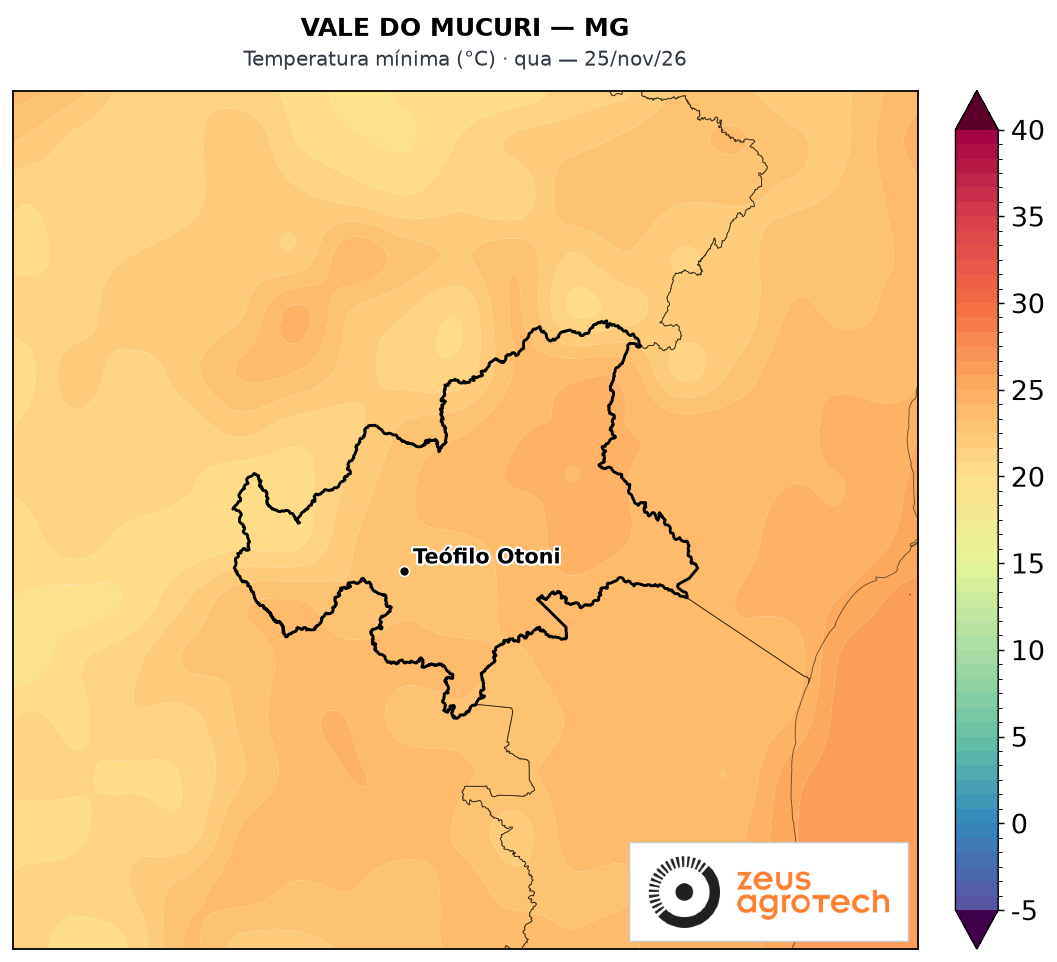 VALE DO MUCURI — MG
Temperatura mínima (°C) · qua — 25/nov/26
40
35
30
25
20
15
10
5
0
-5
Teófilo Otoni
zeus
agrotech